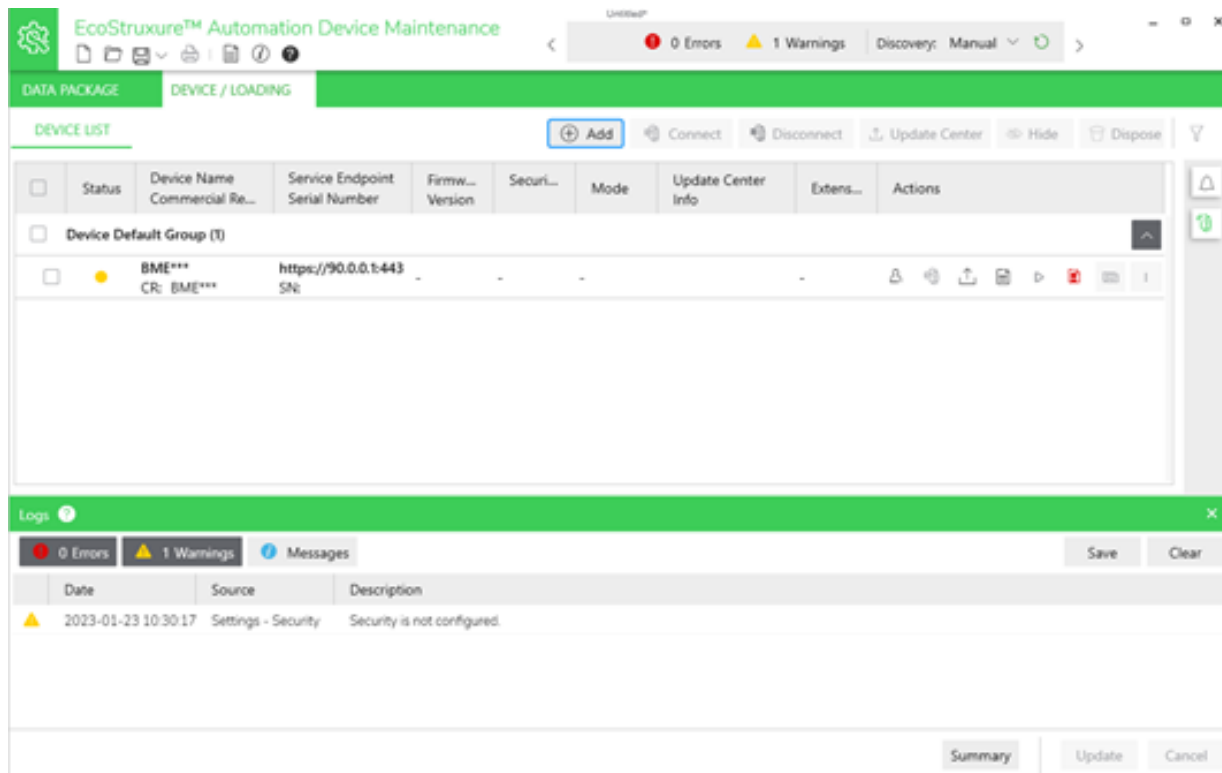 Untitled*
EcoStruxure™ Automation Device Maintenance
0 Errors 1 Warnings Discovery: Manual
DATA PACKAGE DEVICE / LOADING
DEVICE LIST Add Connect Disconnect Update Center Hide Dispose
Status Device Name Service Endpoint Firmw... Securi... Mode Update Center Extens... Actions
Commercial Re... Serial Number Version Info
Device Default Group (1)
BME*** https://90.0.0.1:443 - - - -
CR: BME*** SN:
Logs ?
0 Errors 1 Warnings Messages Save Clear
Date Source Description
2023-01-23 10:30:17 Settings - Security Security is not configured.
Summary Update Cancel